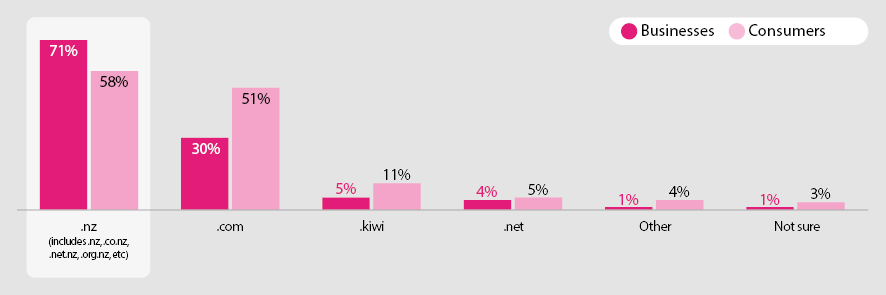 Businesses Consumers
71%
58%
30%
51%
5%
11%
4%
5%
1%
4%
1%
3%
.nz
(includes .nz, .co.nz,
.net.nz, .org.nz, etc)
.com
.kiwi
.net
Other
Not sure